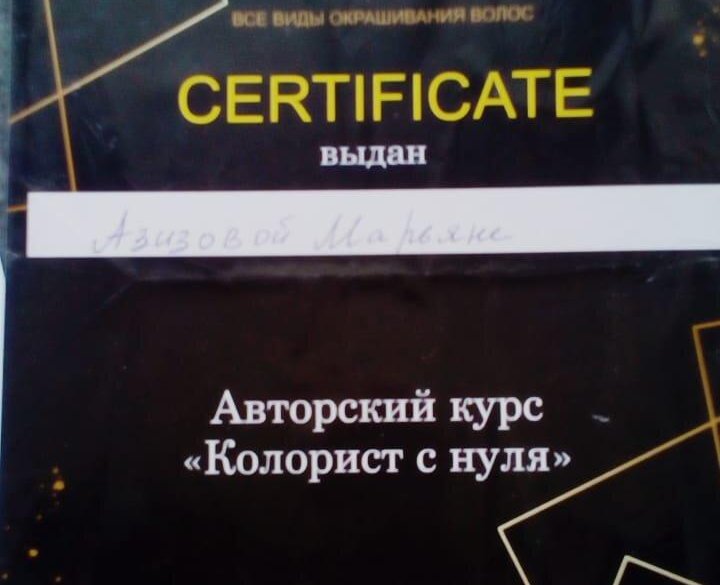 ВСЕ ВИДЫ ОКРАШИВАНИЯ ВОЛОС
CERTIFICATE
выдан
Азизовой Марьяне
Авторский курс
«Колорист с нуля»